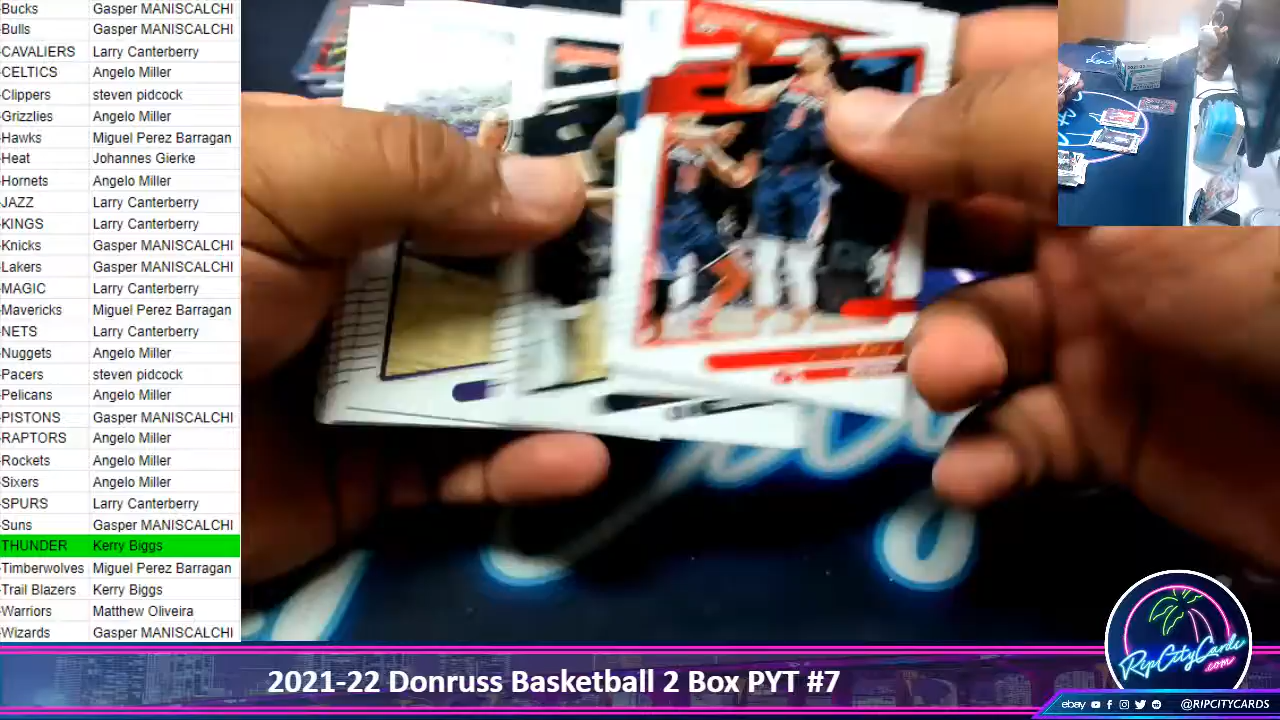 -Bucks Gasper MANISCALCHI
-Bulls Gasper MANISCALCHI
-CAVALIERS Larry Canterberry
-CELTICS Angelo Miller
-Clippers steven pidcock
-Grizzlies Angelo Miller
-Hawks Miguel Perez Barragan
-Heat Johannes Gierke
-Hornets Angelo Miller
-JAZZ Larry Canterberry
-KINGS Larry Canterberry
-Knicks Gasper MANISCALCHI
-Lakers Gasper MANISCALCHI
-MAGIC Larry Canterberry
-Mavericks Miguel Perez Barragan
-NETS Larry Canterberry
-Nuggets Angelo Miller
-Pacers steven pidcock
-Pelicans Angelo Miller
-PISTONS Gasper MANISCALCHI
-RAPTORS Angelo Miller
-Rockets Angelo Miller
-Sixers Angelo Miller
-SPURS Larry Canterberry
-Suns Gasper MANISCALCHI
-THUNDER Kerry Biggs
-Timberwolves Miguel Perez Barragan
-Trail Blazers Kerry Biggs
-Warriors Matthew Oliveira
-Wizards Gasper MANISCALCHI
RipCityCards
.com
2021-22 Donruss Basketball 2 Box PYT #7
ebay @RIPCITYCARDS